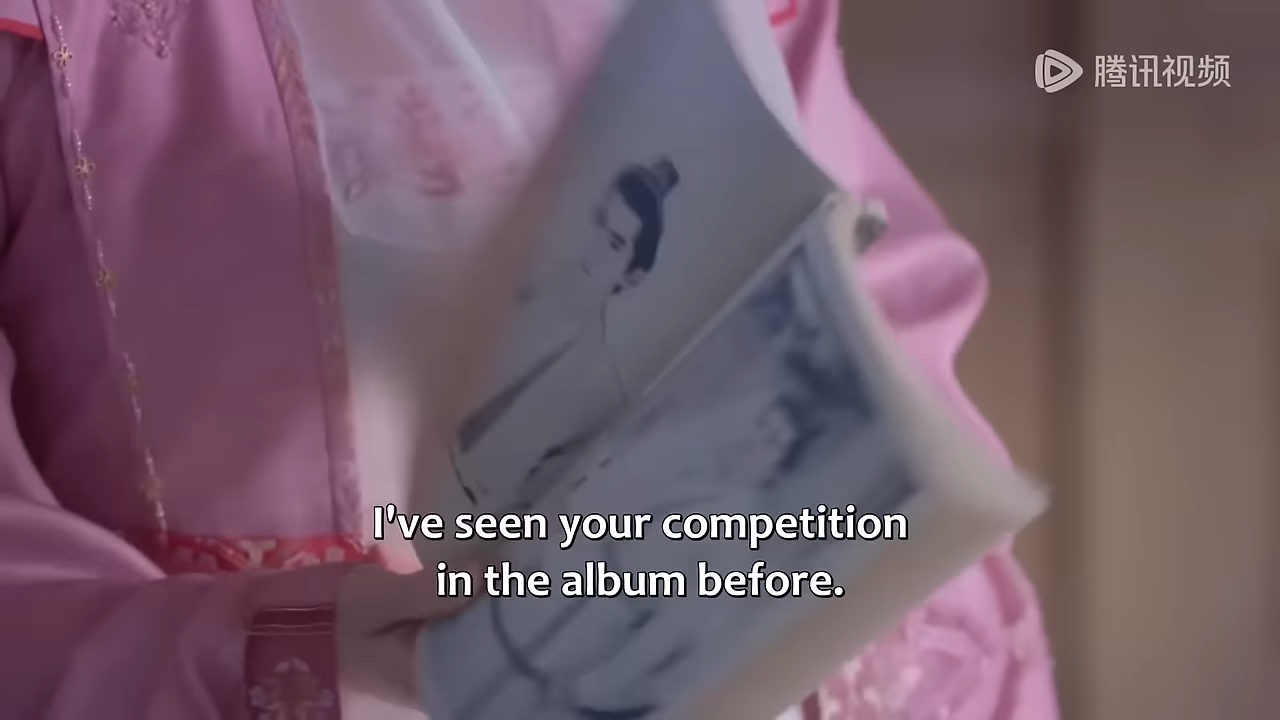 腾讯视频
I've seen your competition
in the album before.